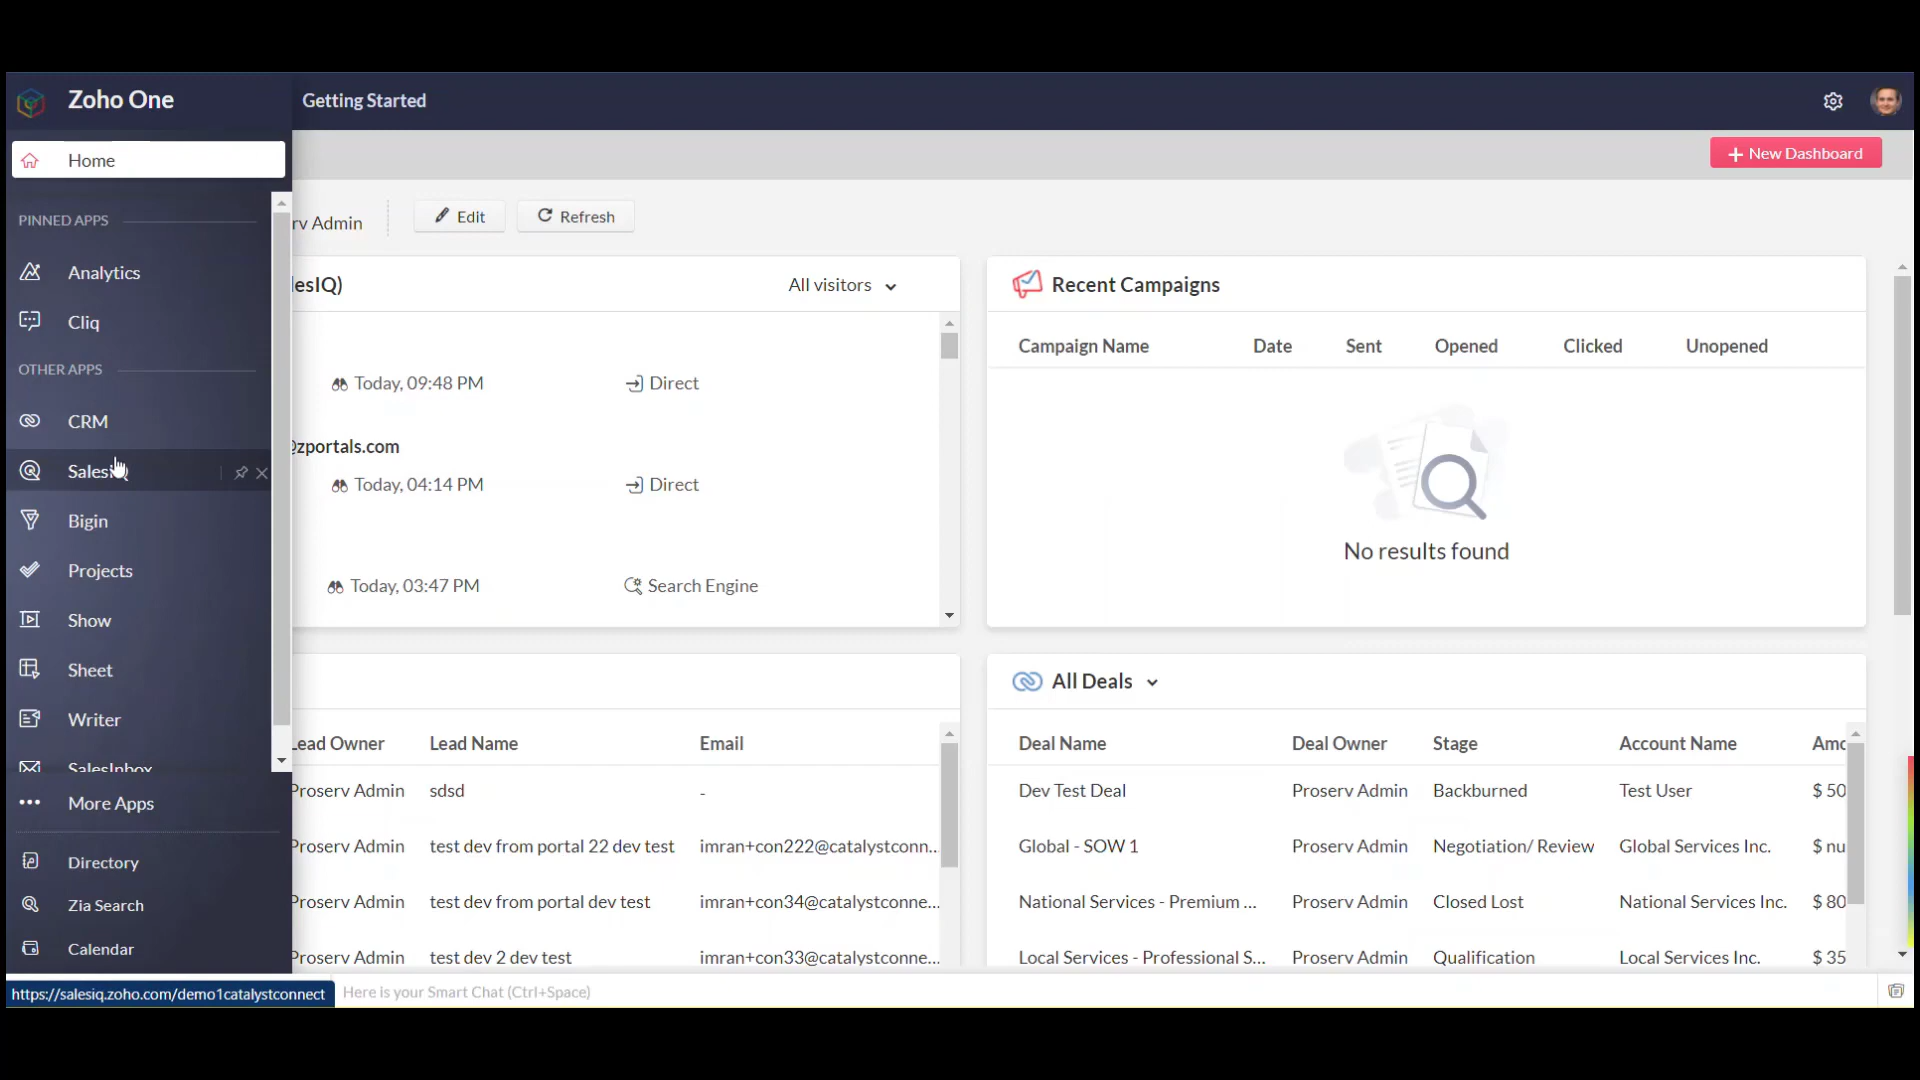 Zoho One
Getting Started
Home
New Dashboard
PINNED APPS
Analytics
Cliq
OTHER APPS
CRM
Bigin
Projects
Show
Sheet
Writer
SalesInbox
More Apps
Directory
Zia Search
Calendar
https://salesiq.zoho.com/demo1catalystconnect
Here is your Smart Chat (Ctrl+Space)
rv Admin
Edit
Refresh
lesIQ)
All visitors
Today, 09:48 PM
Direct
@zportals.com
Today, 04:14 PM
Direct
Today, 03:47 PM
Search Engine
Recent Campaigns
Campaign Name Date Sent Opened Clicked Unopened
No results found
Lead Owner Lead Name Email
Proserv Admin sdsd -
Proserv Admin test dev from portal 22 dev test imran+con222@catalystconn...
Proserv Admin test dev from portal dev test imran+con34@catalystconne...
Proserv Admin test dev 2 dev test imran+con33@catalystconne...
All Deals
Deal Name Deal Owner Stage Account Name Amo
Dev Test Deal Proserv Admin Backburned Test User $ 50
Global - SOW 1 Proserv Admin Negotiation/ Review Global Services Inc. $ nu
National Services - Premium ... Proserv Admin Closed Lost National Services Inc. $ 80
Local Services - Professional S... Proserv Admin Qualification Local Services Inc. $ 35